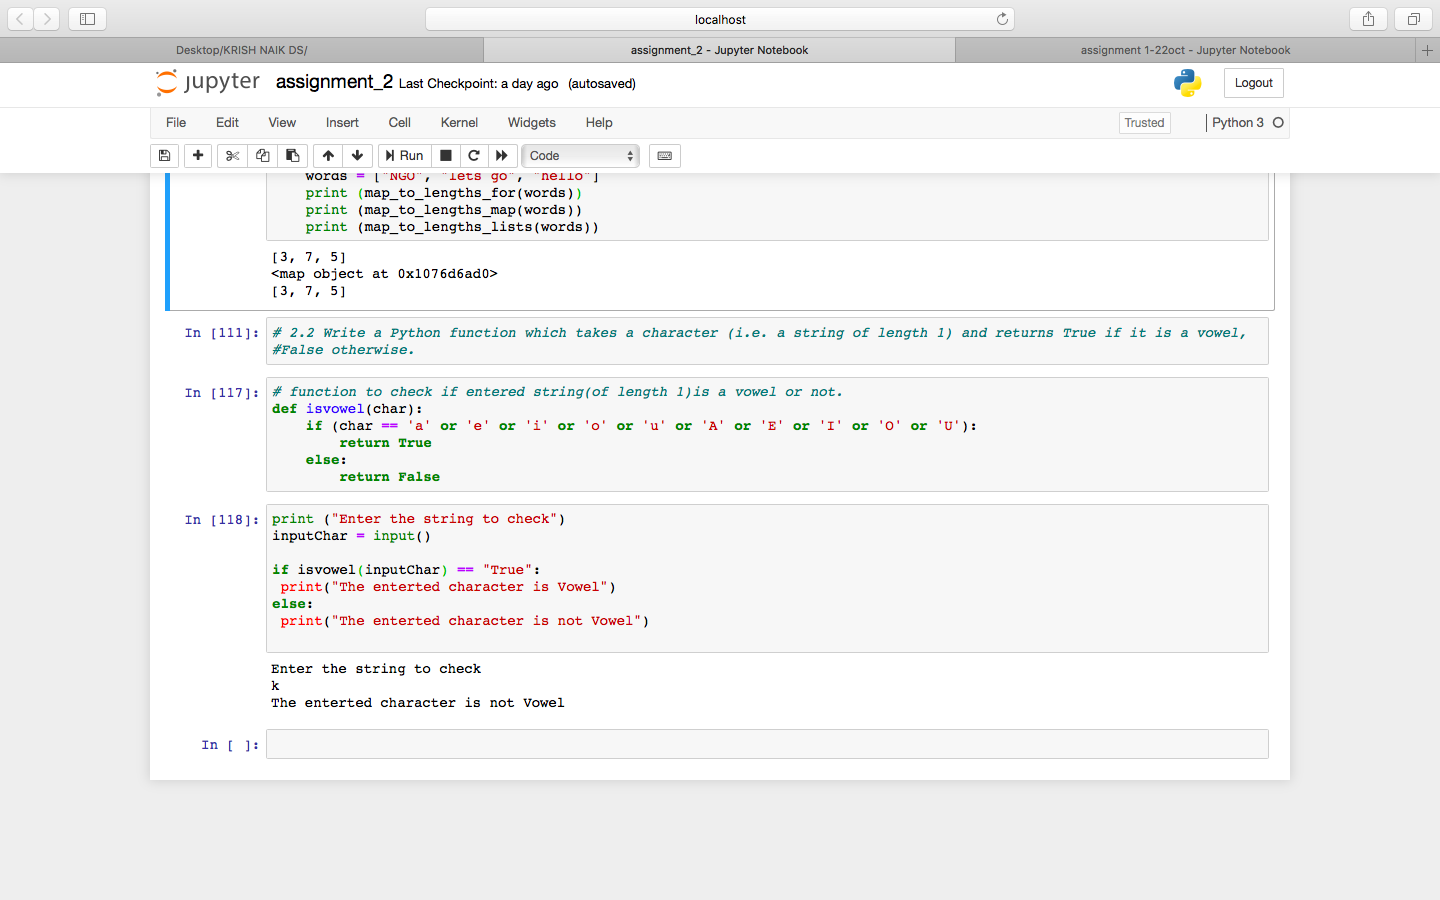 localhost
Desktop/KRISH NAIK DS/
assignment_2 - Jupyter Notebook
assignment 1-22oct - Jupyter Notebook
jupyter assignment_2 Last Checkpoint: a day ago (autosaved)
Logout
File Edit View Insert Cell Kernel Widgets Help
Trusted
Python 3
Run
Code
words = ["NGO", "lets go", "hello"]
print (map_to_lengths_for(words))
print (map_to_lengths_map(words))
print (map_to_lengths_lists(words))
[3, 7, 5]
<map object at 0x1076d6ad0>
[3, 7, 5]
In [111]: # 2.2 Write a Python function which takes a character (i.e. a string of length 1) and returns True if it is a vowel,
#False otherwise.
In [117]: # function to check if entered string(of length 1)is a vowel or not.
def isvowel(char):
if (char == 'a' or 'e' or 'i' or 'o' or 'u' or 'A' or 'E' or 'I' or 'O' or 'U'):
return True
else:
return False
In [118]: print ("Enter the string to check")
inputChar = input()
if isvowel(inputChar) == "True":
print("The enterted character is Vowel")
else:
print("The enterted character is not Vowel")
Enter the string to check
k
The enterted character is not Vowel
In [ ]: